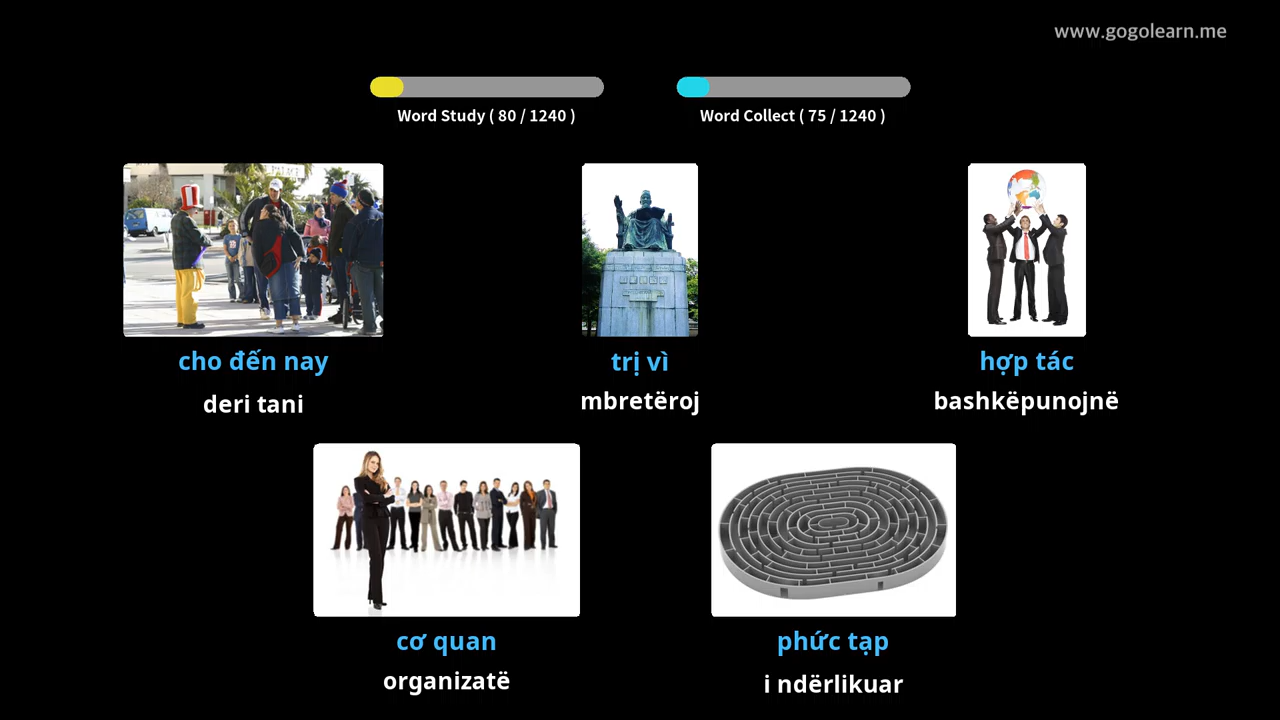 www.gogolearn.me
Word Study ( 80 / 1240 )
Word Collect ( 75 / 1240 )
cho đến nay
deri tani
trị vì
mbretëroj
hợp tác
bashkëpunojnë
cơ quan
organizatë
phức tạp
i ndërlikuar